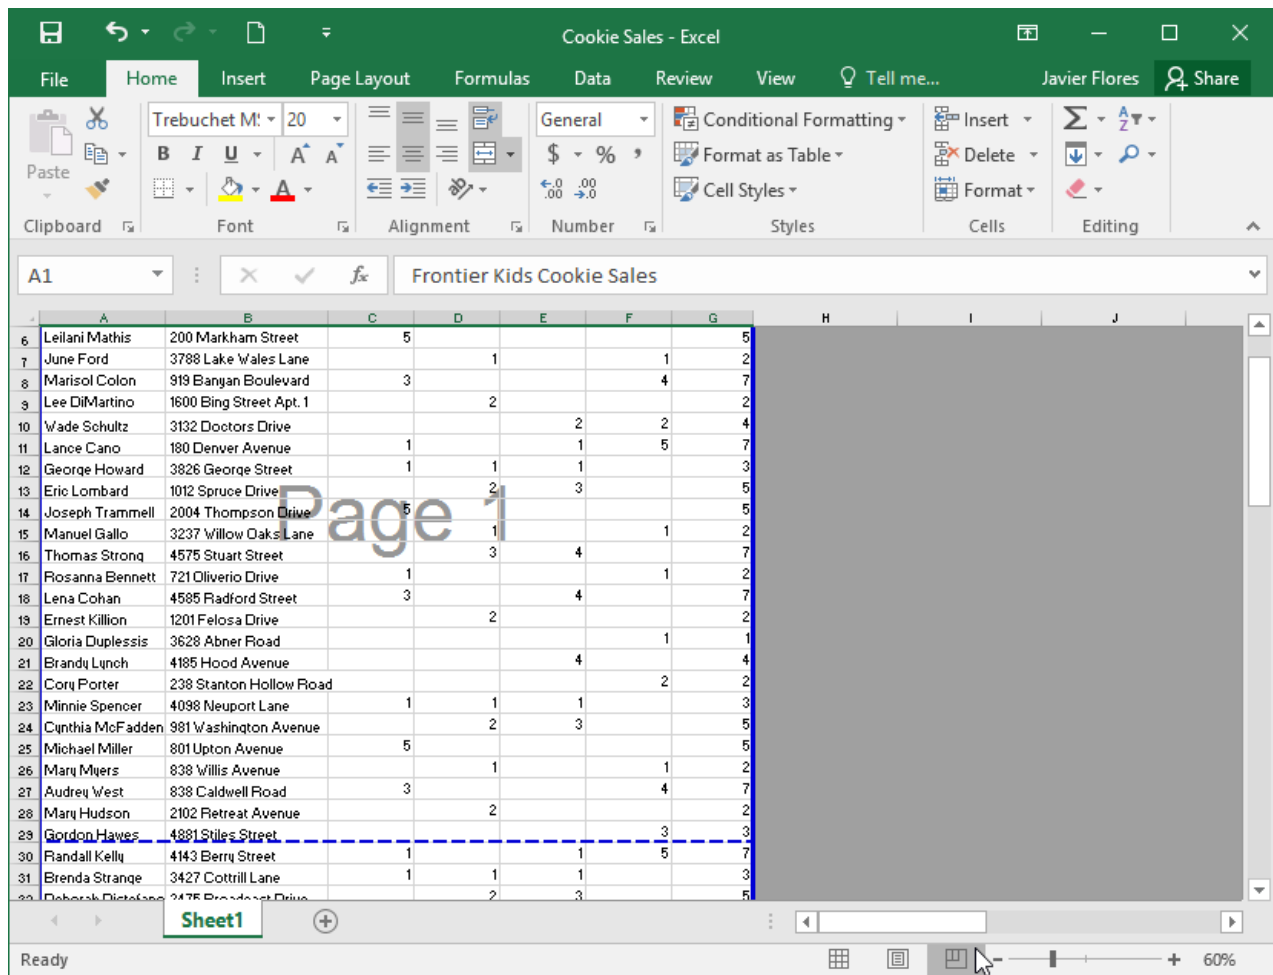 Cookie Sales - Excel
File Home Insert Page Layout Formulas Data Review View Tell me... Javier Flores Share
Trebuchet M! 20 General Conditional Formatting Insert
Paste B I U A A $ % Format as Table Delete
Cell Styles Format
Clipboard Font Alignment Number Styles Cells Editing
A1 fx Frontier Kids Cookie Sales
A B C D E F G H I J
6 Leilani Mathis 200 Markham Street 5 5
7 June Ford 3788 Lake Wales Lane 1 1 2
8 Marisol Colon 919 Banyan Boulevard 3 4 7
9 Lee DiMartino 1600 Bing Street Apt. 1 2 2
10 Wade Schultz 3132 Doctors Drive 2 2 4
11 Lance Cano 180 Denver Avenue 1 1 5 7
12 George Howard 3826 George Street 1 1 1 3
13 Eric Lombard 1012 Spruce Drive 2 3 5
14 Joseph Trammell 2004 Thompson Drive 5 5
Page 1
15 Manuel Gallo 3237 Willow Oaks Lane 1 1 2
16 Thomas Strong 4575 Stuart Street 3 4 7
17 Rosanna Bennett 721 Oliverio Drive 1 1 2
18 Lena Cohan 4585 Radford Street 3 4 7
19 Ernest Killion 1201 Felosa Drive 2 2
20 Gloria Duplessis 3628 Abner Road 1 1
21 Brandy Lynch 4185 Hood Avenue 4 4
22 Cory Porter 238 Stanton Hollow Road 2 2
23 Minnie Spencer 4098 Neuport Lane 1 1 1 3
24 Cynthia McFadden 981 Washington Avenue 2 3 5
25 Michael Miller 801 Upton Avenue 5 5
26 Mary Myers 838 Willis Avenue 1 1 2
27 Audrey West 838 Caldwell Road 3 4 7
28 Mary Hudson 2102 Retreat Avenue 2 2
29 Gordon Hawes 4881 Stiles Street 3 3
30 Randall Kelly 4143 Berry Street 1 1 5 7
31 Brenda Strange 3427 Cottrill Lane 1 1 1 3
2 3 5
Sheet1
Ready 60%